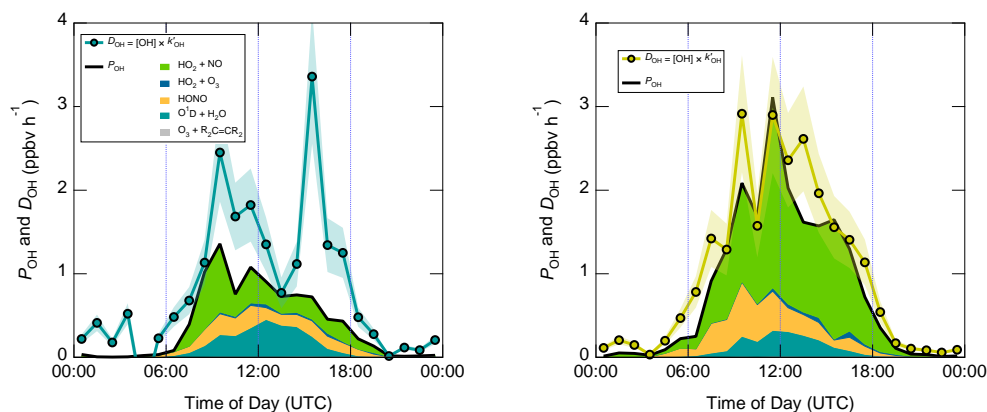 4
3
2
1
0
P_OH and D_OH (ppbv h⁻¹)
D_OH = [OH] × k'_OH
P_OH
HO₂ + NO
HO₂ + O₃
HONO
O¹D + H₂O
O₃ + R₂C=CR₂
00:00 06:00 12:00 18:00 00:00
Time of Day (UTC)
4
3
2
1
0
P_OH and D_OH (ppbv h⁻¹)
D_OH = [OH] × k'_OH
P_OH
00:00 06:00 12:00 18:00 00:00
Time of Day (UTC)